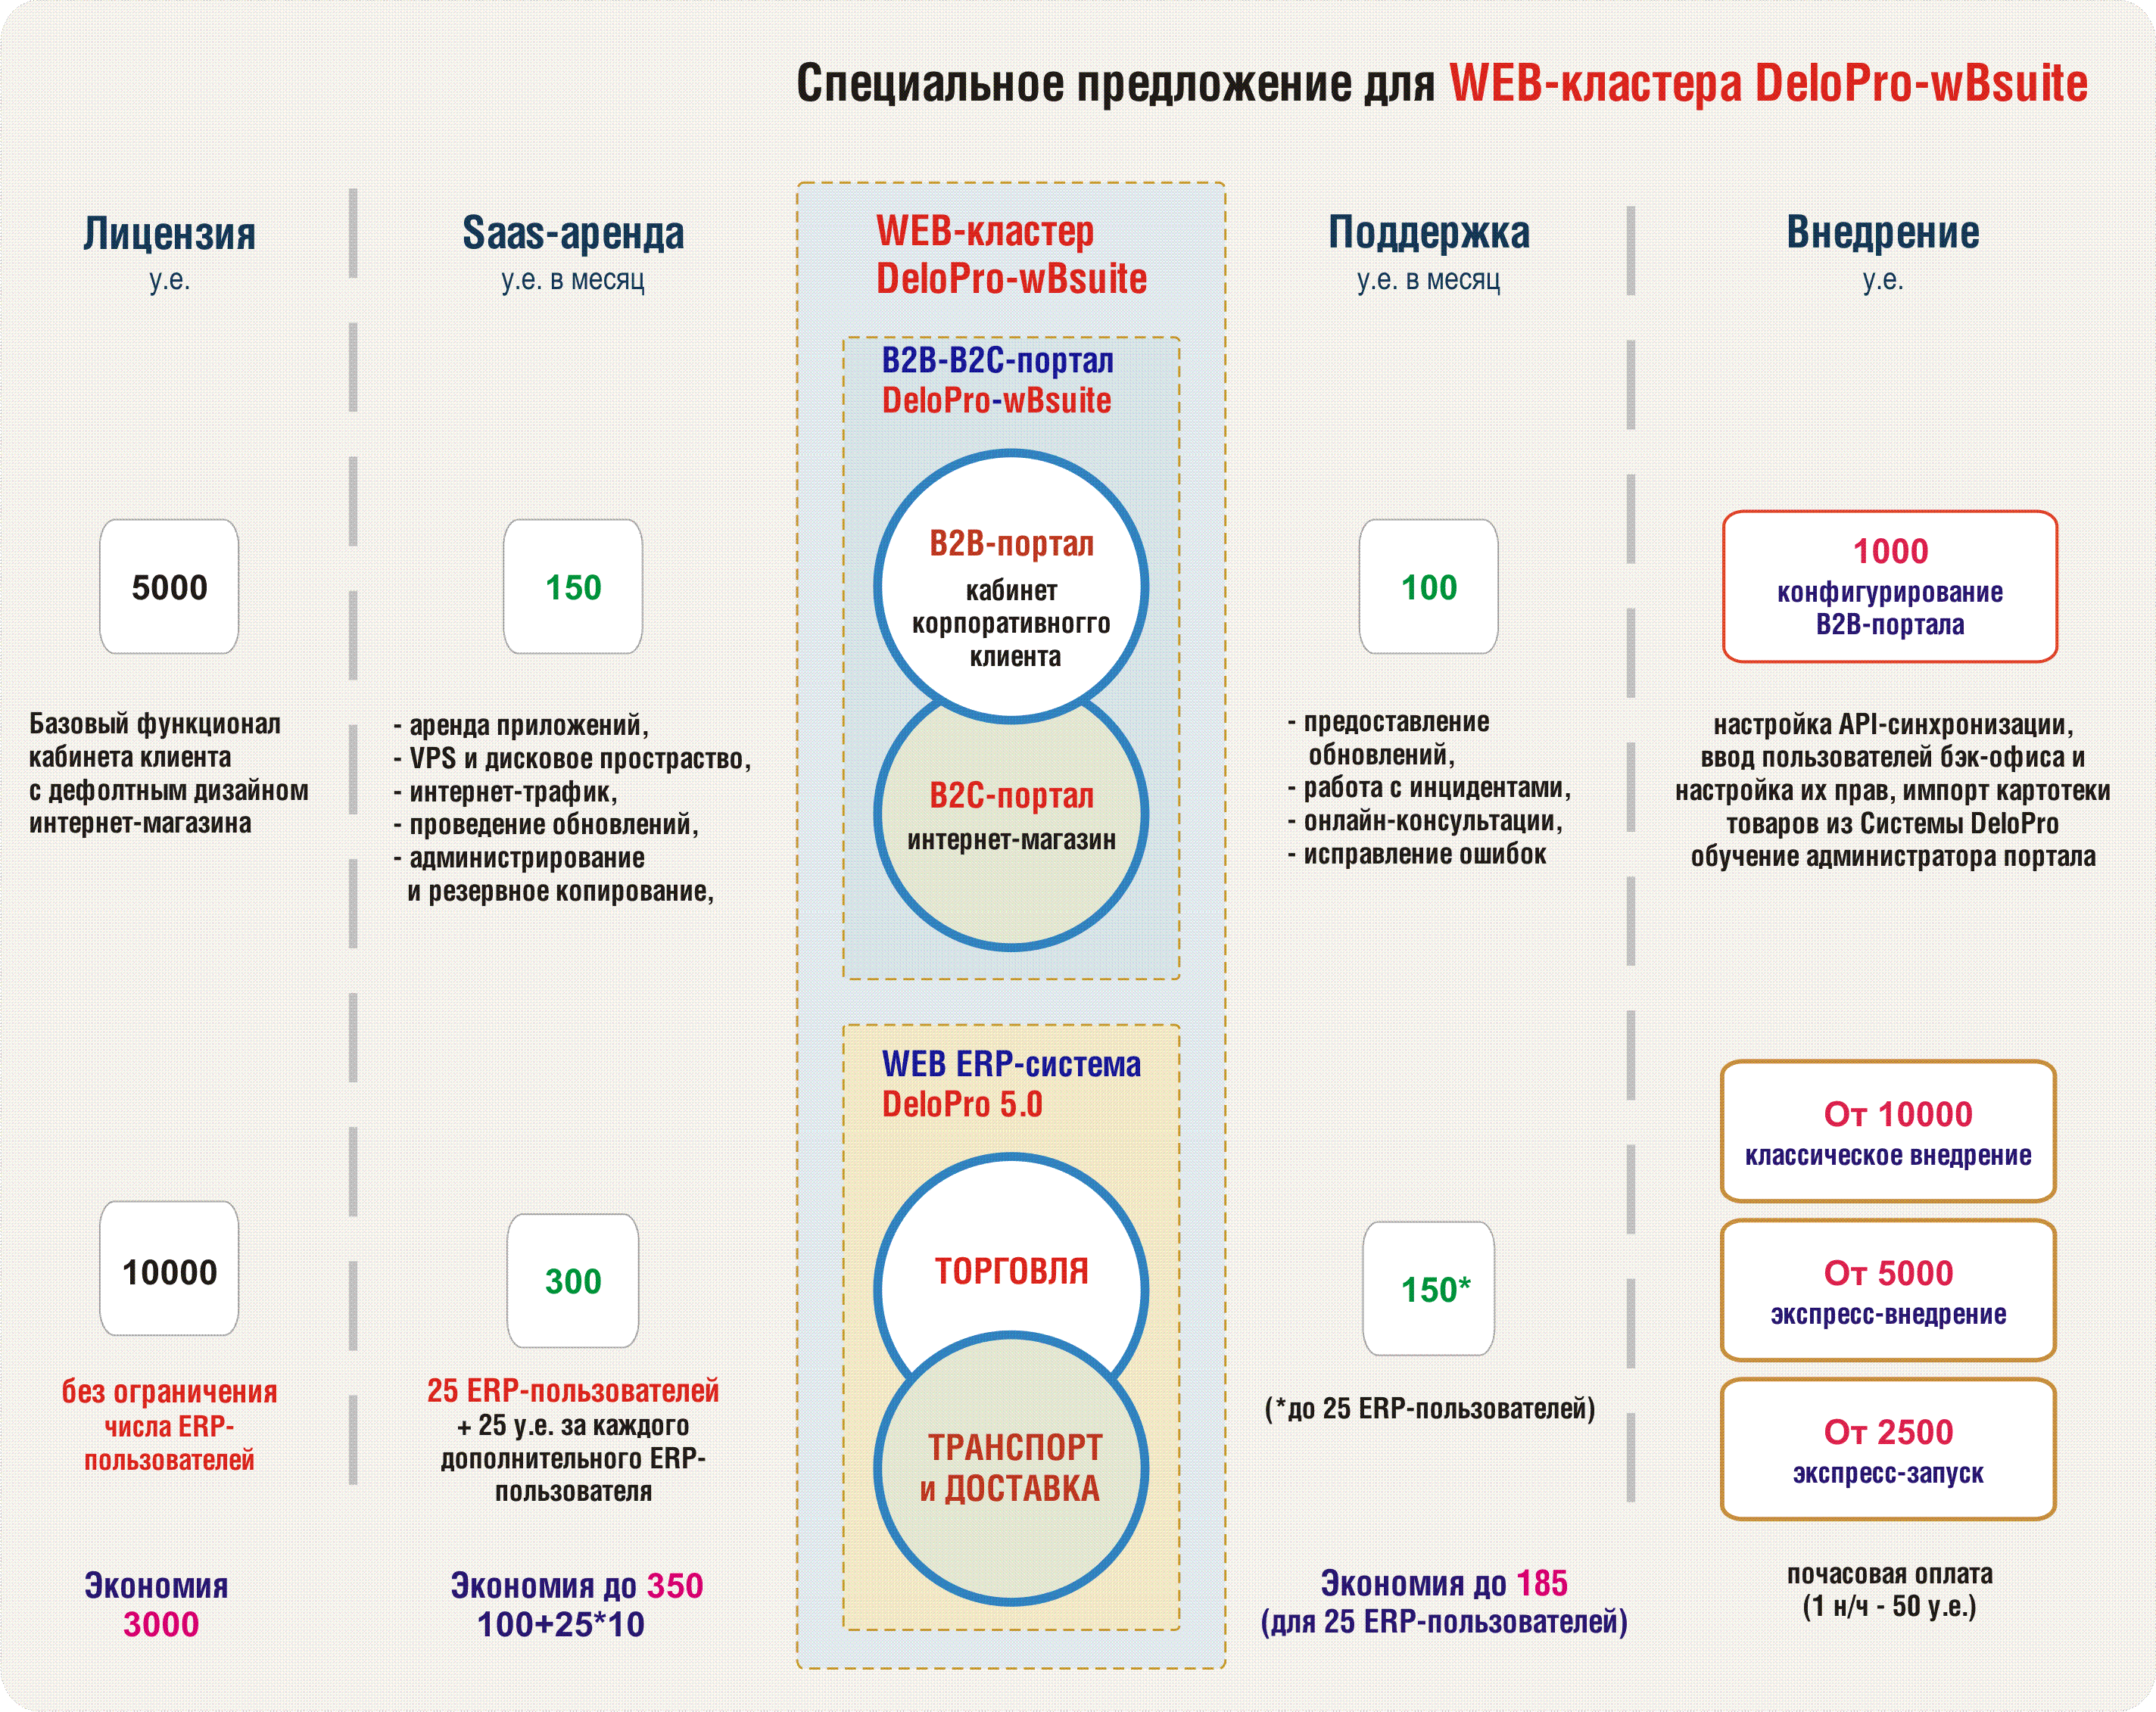 Специальное предложение для WEB-кластера DeloPro-wBsuite
Лицензия
у.е.
5000
Базовый функционал
кабинета клиента
с дефолтным дизайном
интернет-магазина
10000
без ограничения
числа ERP-
пользователей
Экономия
3000
Saas-аренда
у.е. в месяц
150
- аренда приложений,
- VPS и дисковое простраство,
- интернет-трафик,
- проведение обновлений,
- администрирование
и резервное копирование,
300
25 ERP-пользователей
+ 25 у.е. за каждого
дополнительного ERP-
пользователя
Экономия до 350
100+25*10
WEB-кластер
DeloPro-wBsuite
B2B-B2C-портал
DeloPro-wBsuite
B2B-портал
кабинет
корпоративногго
клиента
B2C-портал
интернет-магазин
WEB ERP-система
DeloPro 5.0
ТОРГОВЛЯ
ТРАНСПОРТ
и ДОСТАВКА
Поддержка
у.е. в месяц
100
- предоставление
обновлений,
- работа с инцидентами,
- онлайн-консультации,
- исправление ошибок
150*
(*до 25 ERP-пользователей)
Экономия до 185
(для 25 ERP-пользователей)
Внедрение
у.е.
1000
конфигурирование
B2B-портала
настройка API-синхронизации,
ввод пользователей бэк-офиса и
настройка их прав, импорт картотеки
товаров из Системы DeloPro
обучение администратора портала
От 10000
классическое внедрение
От 5000
экспресс-внедрение
От 2500
экспресс-запуск
почасовая оплата
(1 н/ч - 50 у.е.)